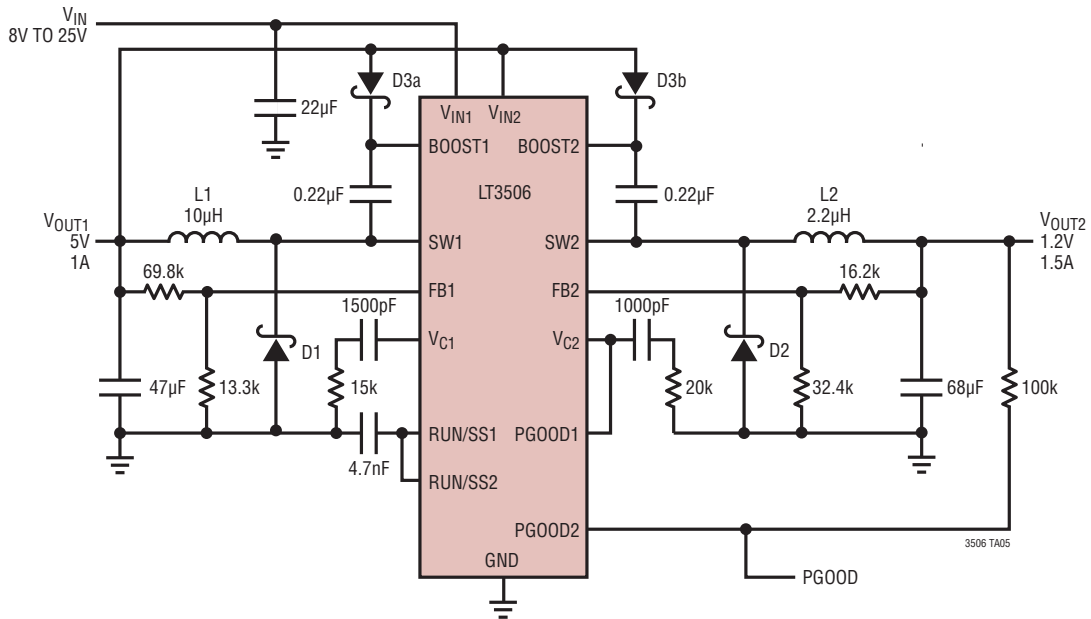 VIN
8V TO 25V
22µF
D3a
D3b
VIN1 VIN2
BOOST1
BOOST2
LT3506
0.22µF
0.22µF
L1
10µH
L2
2.2µH
VOUT1
5V
1A
SW1
SW2
VOUT2
1.2V
1.5A
69.8k
FB1
FB2
16.2k
1500pF
1000pF
VC1
VC2
D1
D2
47µF
13.3k
15k
20k
32.4k
68µF
100k
RUN/SS1
PGOOD1
4.7nF
RUN/SS2
PGOOD2
3506 TA05
GND
PGOOD